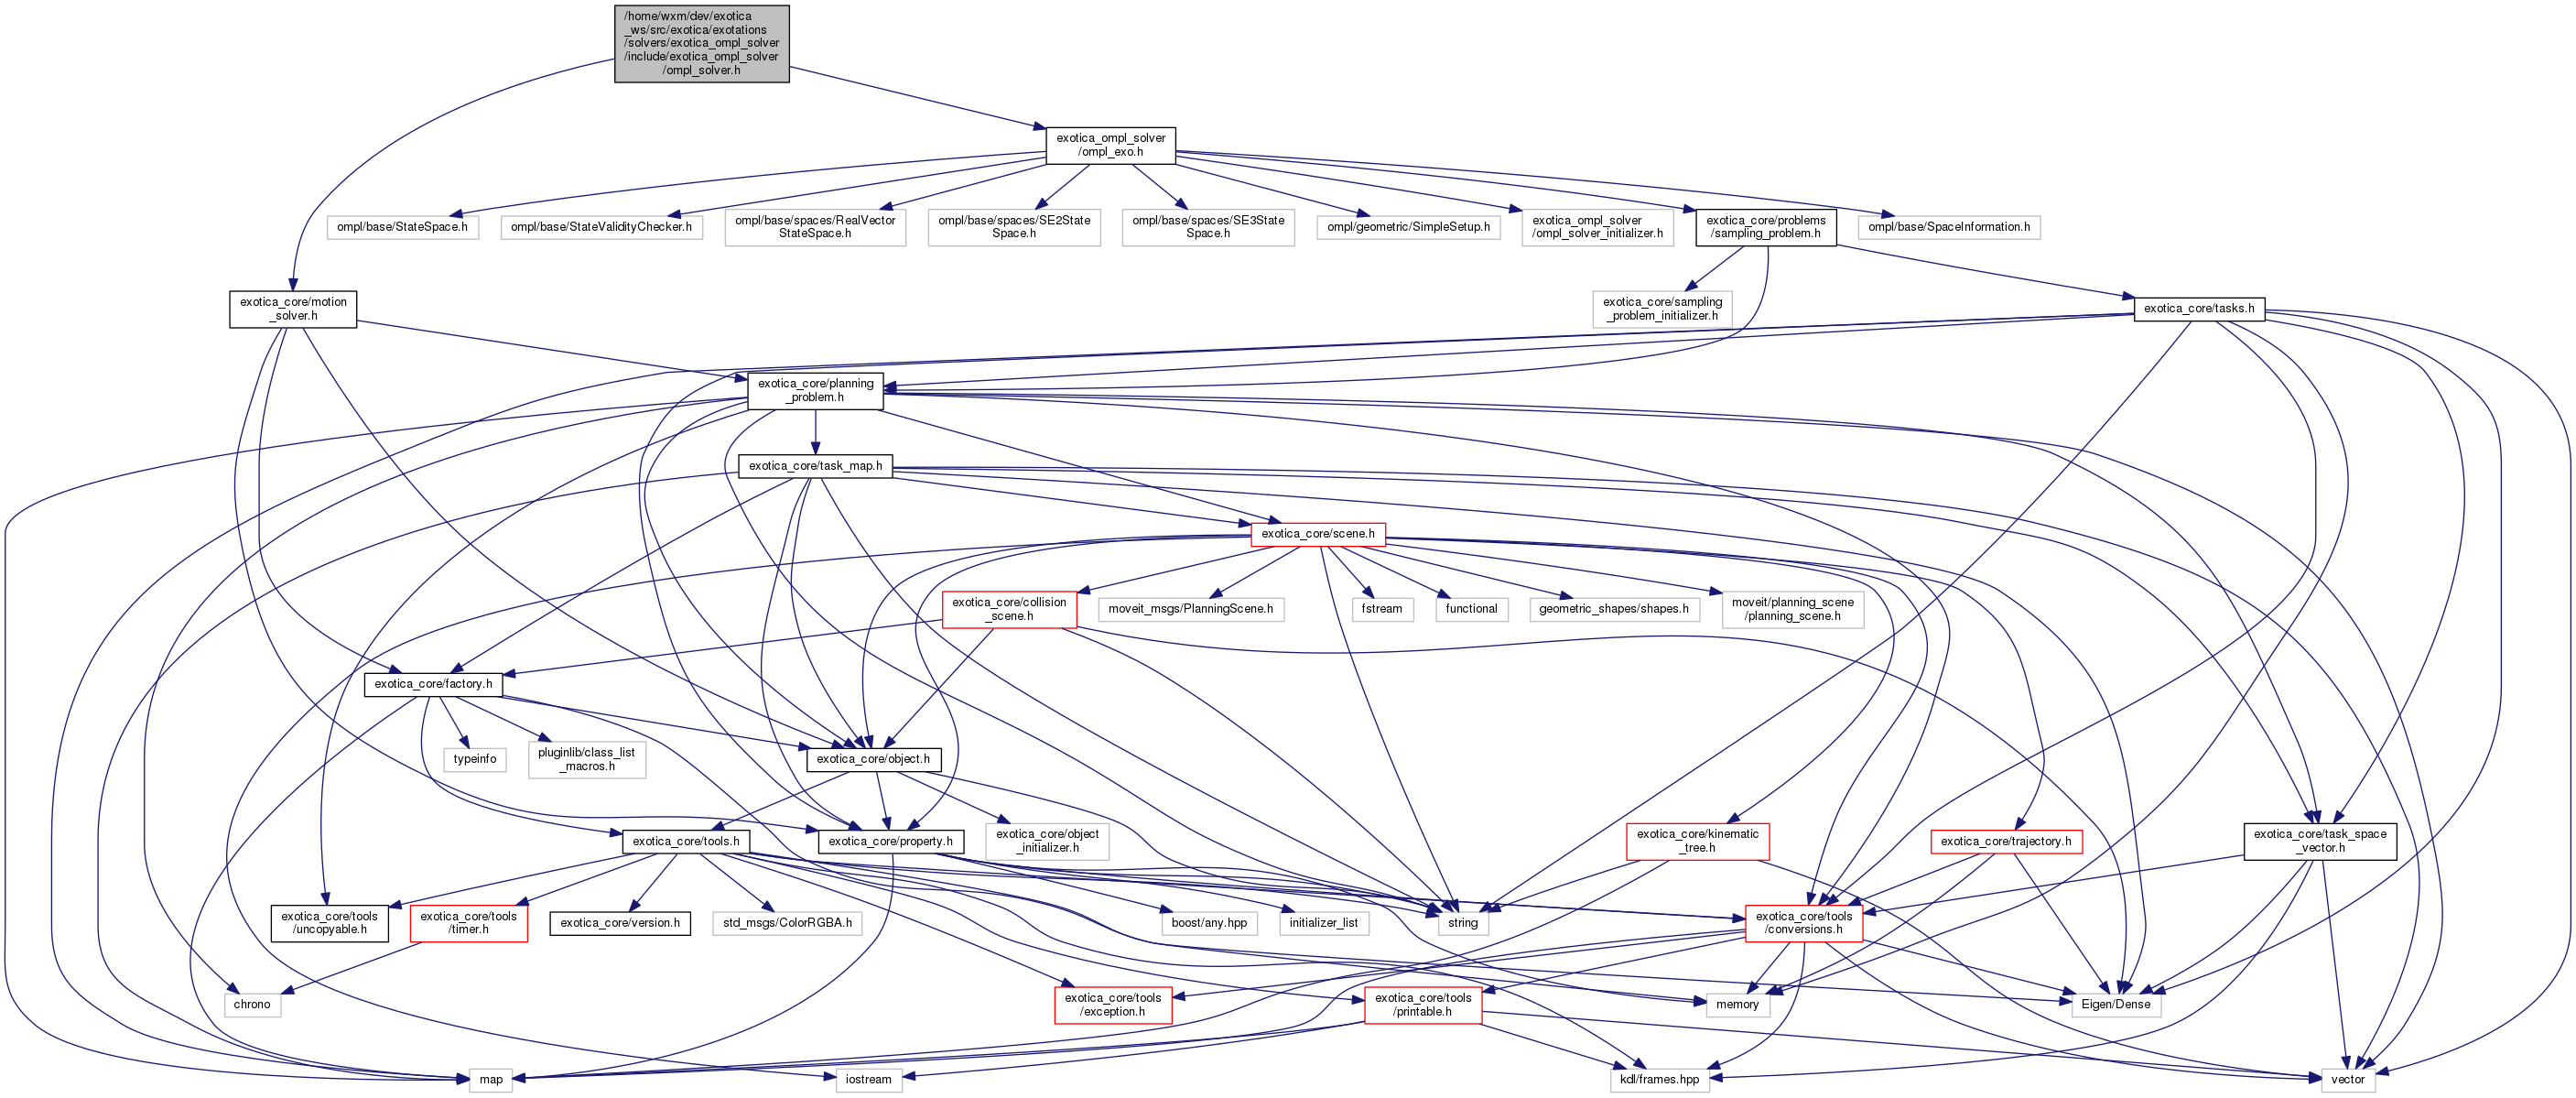 /home/wxm/dev/exotica
_ws/src/exotica/exotations
/solvers/exotica_ompl_solver
/include/exotica_ompl_solver
/ompl_solver.h
exotica_ompl_solver
/ompl_exo.h
ompl/base/StateSpace.h
ompl/base/StateValidityChecker.h
ompl/base/spaces/RealVector
StateSpace.h
ompl/base/spaces/SE2State
Space.h
ompl/base/spaces/SE3State
Space.h
ompl/geometric/SimpleSetup.h
exotica_ompl_solver
/ompl_solver_initializer.h
exotica_core/problems
/sampling_problem.h
ompl/base/SpaceInformation.h
exotica_core/motion
_solver.h
exotica_core/sampling
_problem_initializer.h
exotica_core/tasks.h
exotica_core/planning
_problem.h
exotica_core/task_map.h
exotica_core/scene.h
exotica_core/collision
_scene.h
moveit_msgs/PlanningScene.h
fstream
functional
geometric_shapes/shapes.h
moveit/planning_scene
/planning_scene.h
exotica_core/factory.h
typeinfo
pluginlib/class_list
_macros.h
exotica_core/object.h
exotica_core/tools.h
exotica_core/property.h
exotica_core/object
_initializer.h
exotica_core/kinematic
_tree.h
exotica_core/trajectory.h
exotica_core/task_space
_vector.h
exotica_core/tools
/uncopyable.h
exotica_core/tools
/timer.h
exotica_core/version.h
std_msgs/ColorRGBA.h
boost/any.hpp
initializer_list
string
exotica_core/tools
/conversions.h
chrono
exotica_core/tools
/exception.h
exotica_core/tools
/printable.h
memory
Eigen/Dense
map
iostream
kdl/frames.hpp
vector